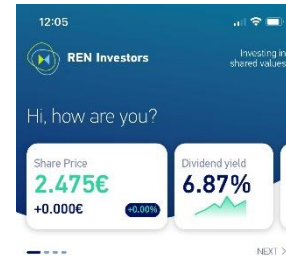 12:05
REN Investors
Investing in
shared values
Hi, how are you?
Share Price
2.475€
+0.000€ +0.00%
Dividend yield
6.87%
NEXT >